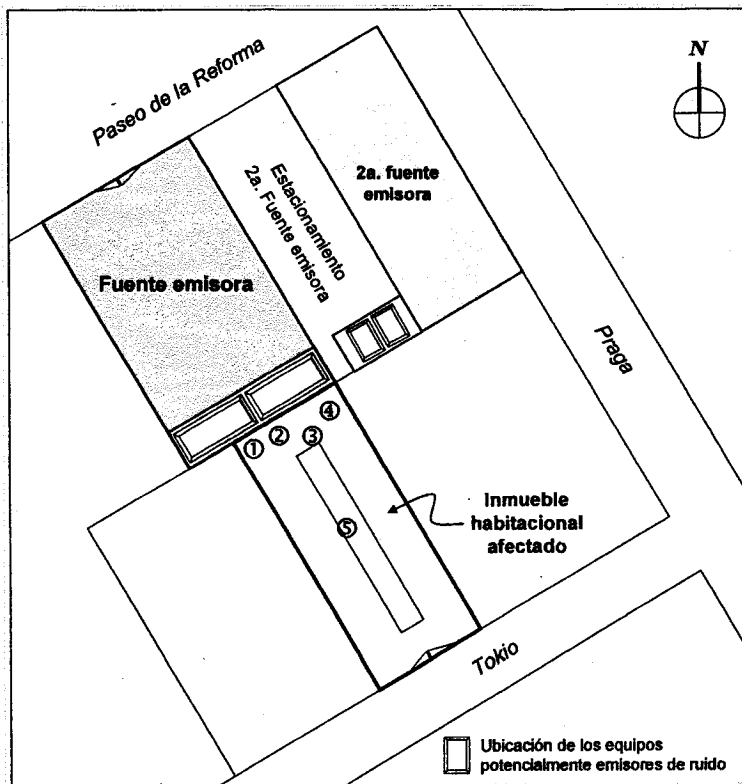 Paseo de la Reforma
N
Estacionamiento
2a. Fuente emisora
2a. fuente
emisora
Fuente emisora
Praga
①
②
③
④
⑤
Inmueble
habitacional
afectado
Tokio
Ubicación de los equipos
potencialmente emisores de ruido